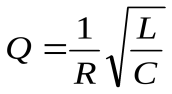 Q = 1/R √(L/C)